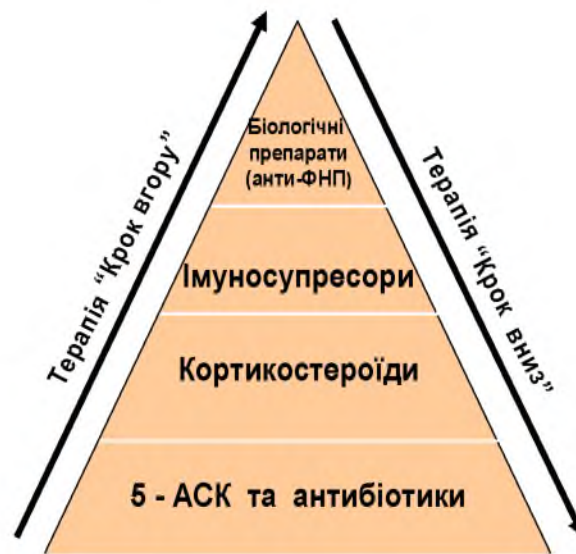 Терапія “Крок вгору”
Біологічні
препарати
(анти-ФНП)
Терапія “Крок вниз”
Імуносупресори
Кортикостероїди
5 - АСК та антибіотики